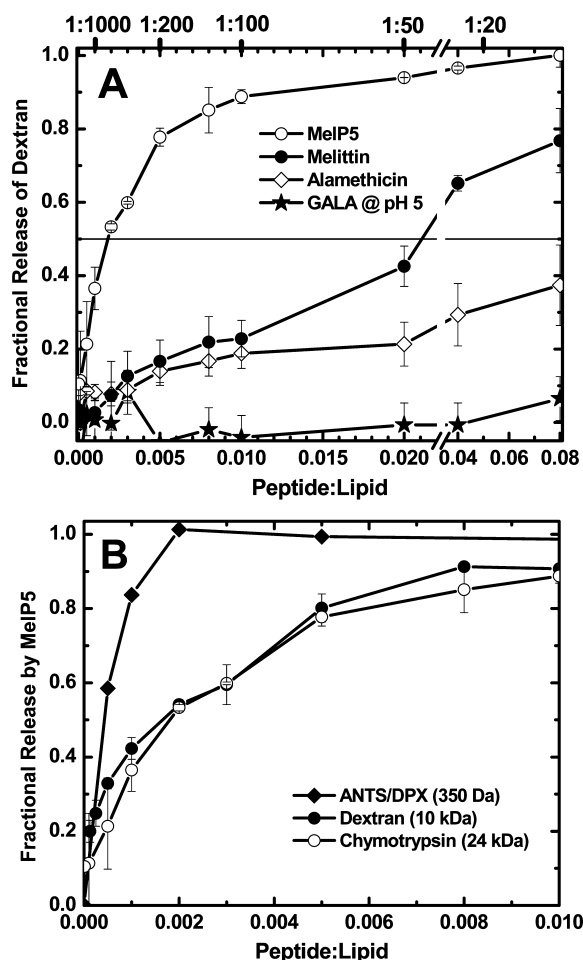 1:1000 1:200 1:100 1:50 1:20
A
1.0
0.8
0.6
0.4
0.2
0.0
Fractional Release of Dextran
MelP5
Melittin
Alamethicin
GALA @ pH 5
0.000 0.005 0.010 0.015 0.020 0.04 0.06 0.08
Peptide:Lipid
B
1.0
0.8
0.6
0.4
0.2
0.0
Fractional Release by MelP5
ANTS/DPX (350 Da)
Dextran (10 kDa)
Chymotrypsin (24 kDa)
0.000 0.002 0.004 0.006 0.008 0.010
Peptide:Lipid